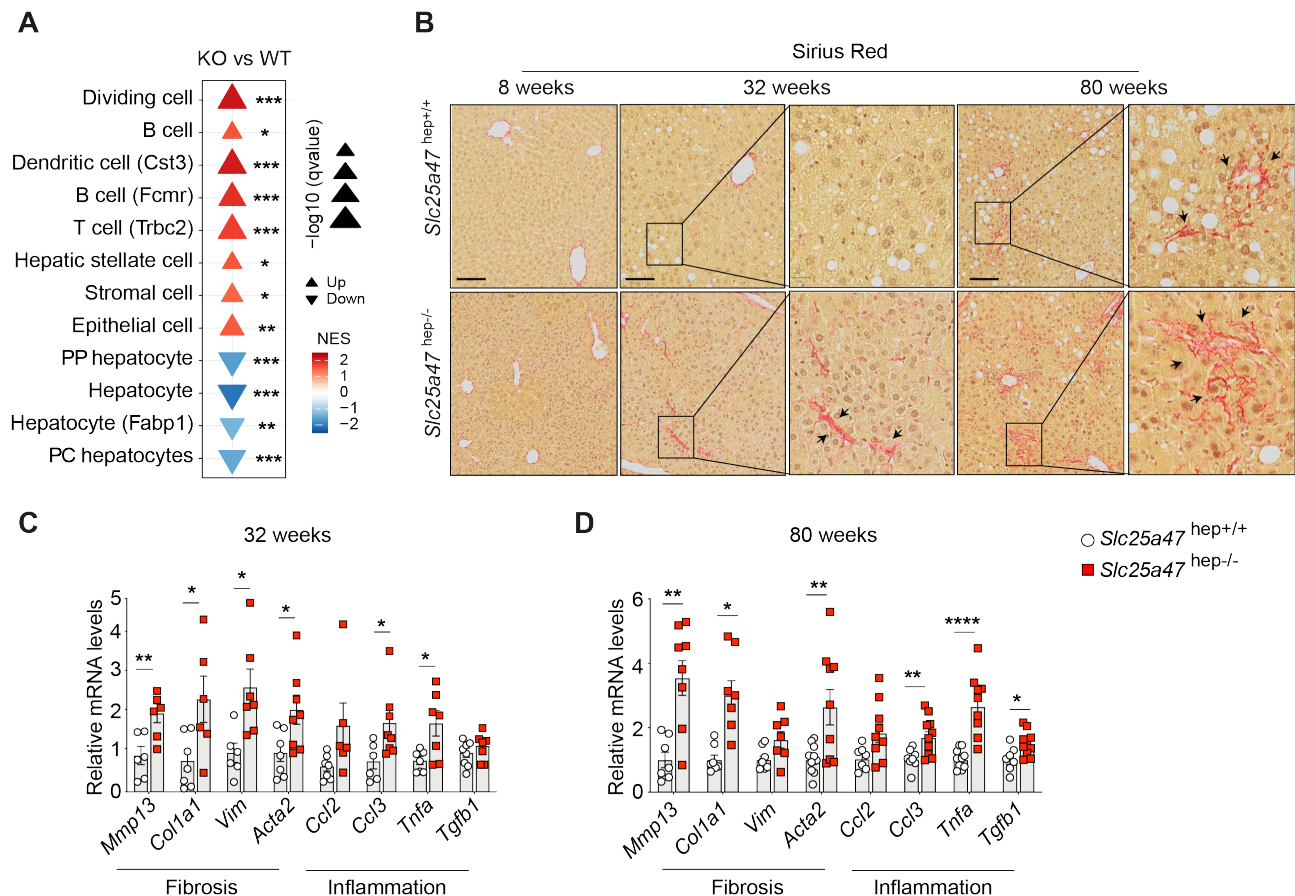 A
KO vs WT
Dividing cell ***
B cell *
Dendritic cell (Cst3) ***
B cell (Fcmr) ***
T cell (Trbc2) ***
Hepatic stellate cell *
Stromal cell *
Epithelial cell **
PP hepatocyte ***
Hepatocyte ***
Hepatocyte (Fabp1) **
PC hepatocytes ***
−log10 (qvalue)
Up
Down
NES
2
1
0
−1
−2
B
Sirius Red
8 weeks 32 weeks 80 weeks
Slc25a47 hep+/+
Slc25a47 hep-/-
C
32 weeks
Relative mRNA levels
5
4
3
2
1
0
** * * * * *
Mmp13 Col1a1 Vim Acta2 Ccl2 Ccl3 Tnfa Tgfb1
Fibrosis Inflammation
D
80 weeks
Relative mRNA levels
6
4
2
0
** * ** ** **** *
Mmp13 Col1a1 Vim Acta2 Ccl2 Ccl3 Tnfa Tgfb1
Fibrosis Inflammation
Slc25a47 hep+/+
Slc25a47 hep-/-